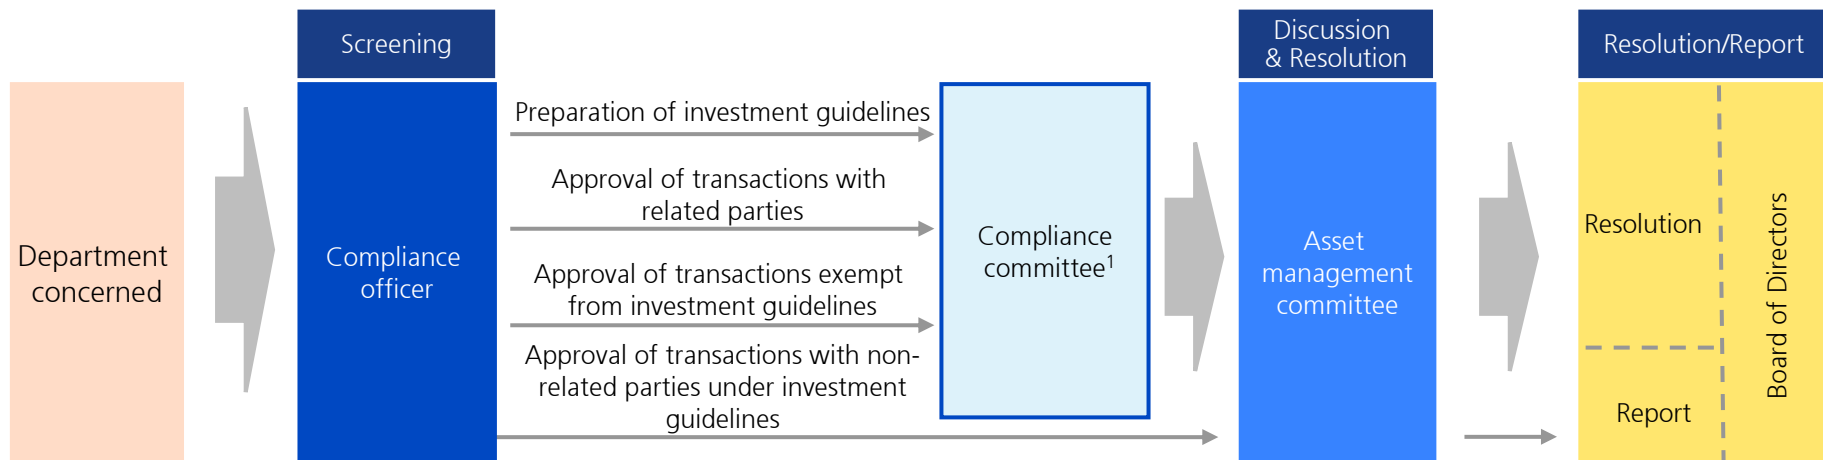 Screening
Discussion
& Resolution
Resolution/Report
Department
concerned
Compliance
officer
Preparation of investment guidelines
Approval of transactions with
related parties
Approval of transactions exempt
from investment guidelines
Approval of transactions with non-
related parties under investment
guidelines
Compliance
committee¹
Asset
management
committee
Resolution
Report
Board of Directors